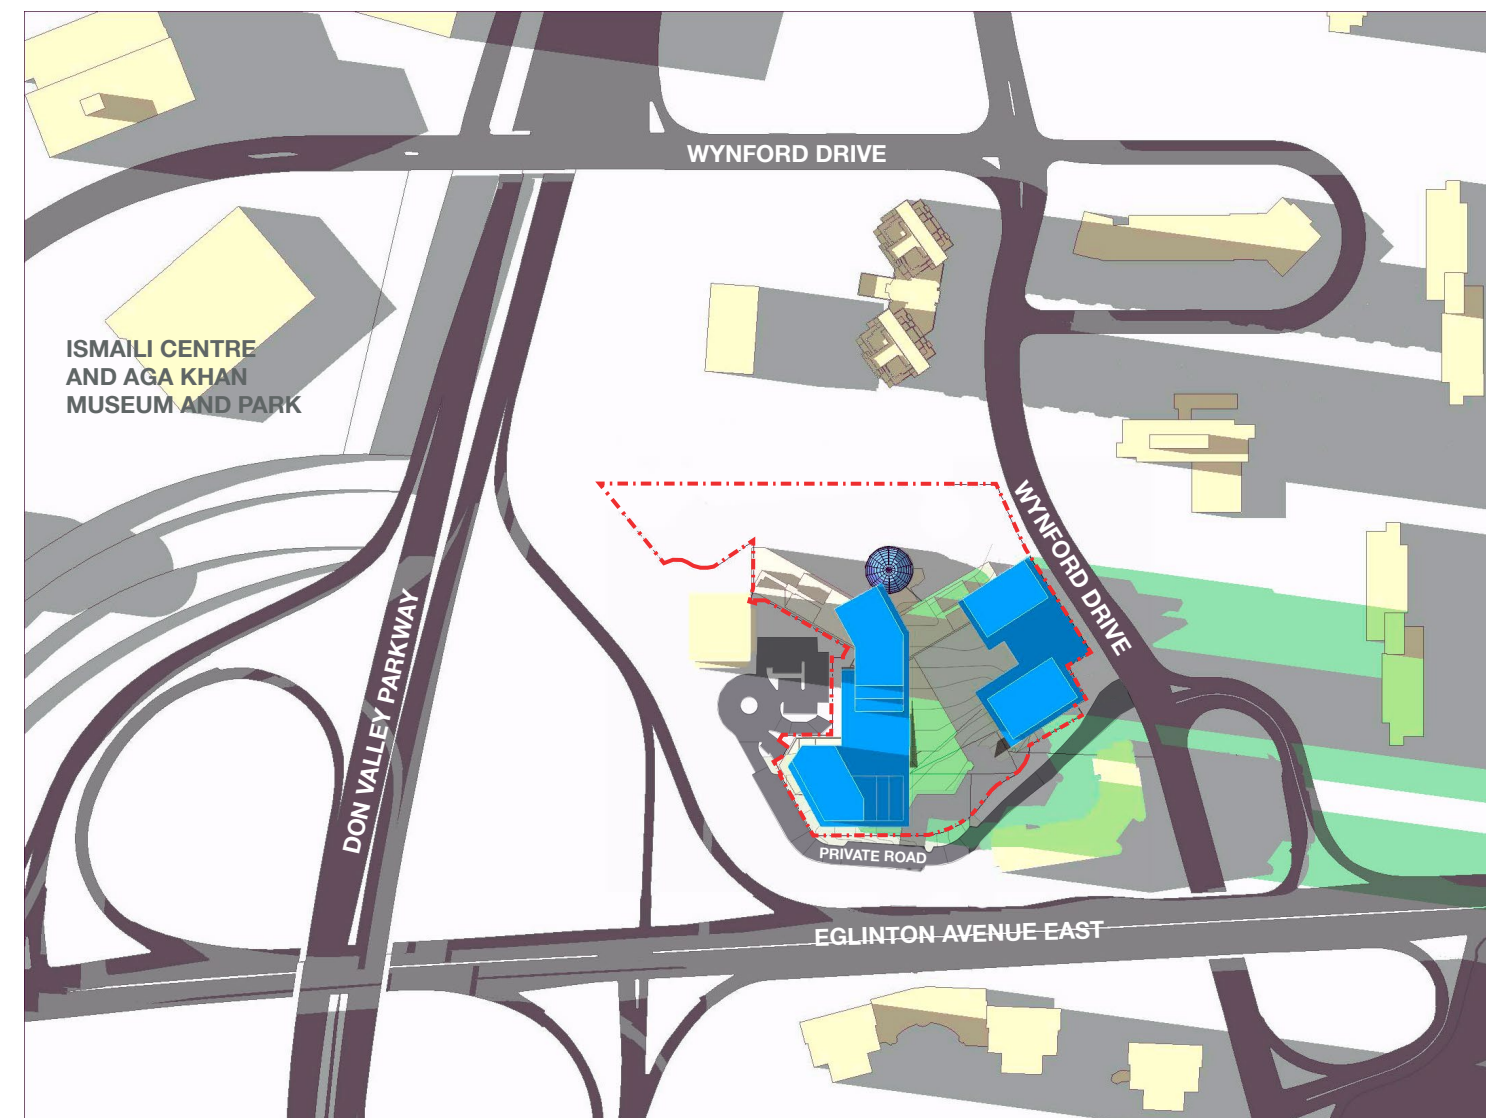 WYNFORD DRIVE
ISMAILI CENTRE
AND AGA KHAN
MUSEUM AND PARK
WYNFORD DRIVE
DON VALLEY PARKWAY
PRIVATE ROAD
EGLINTON AVENUE EAST